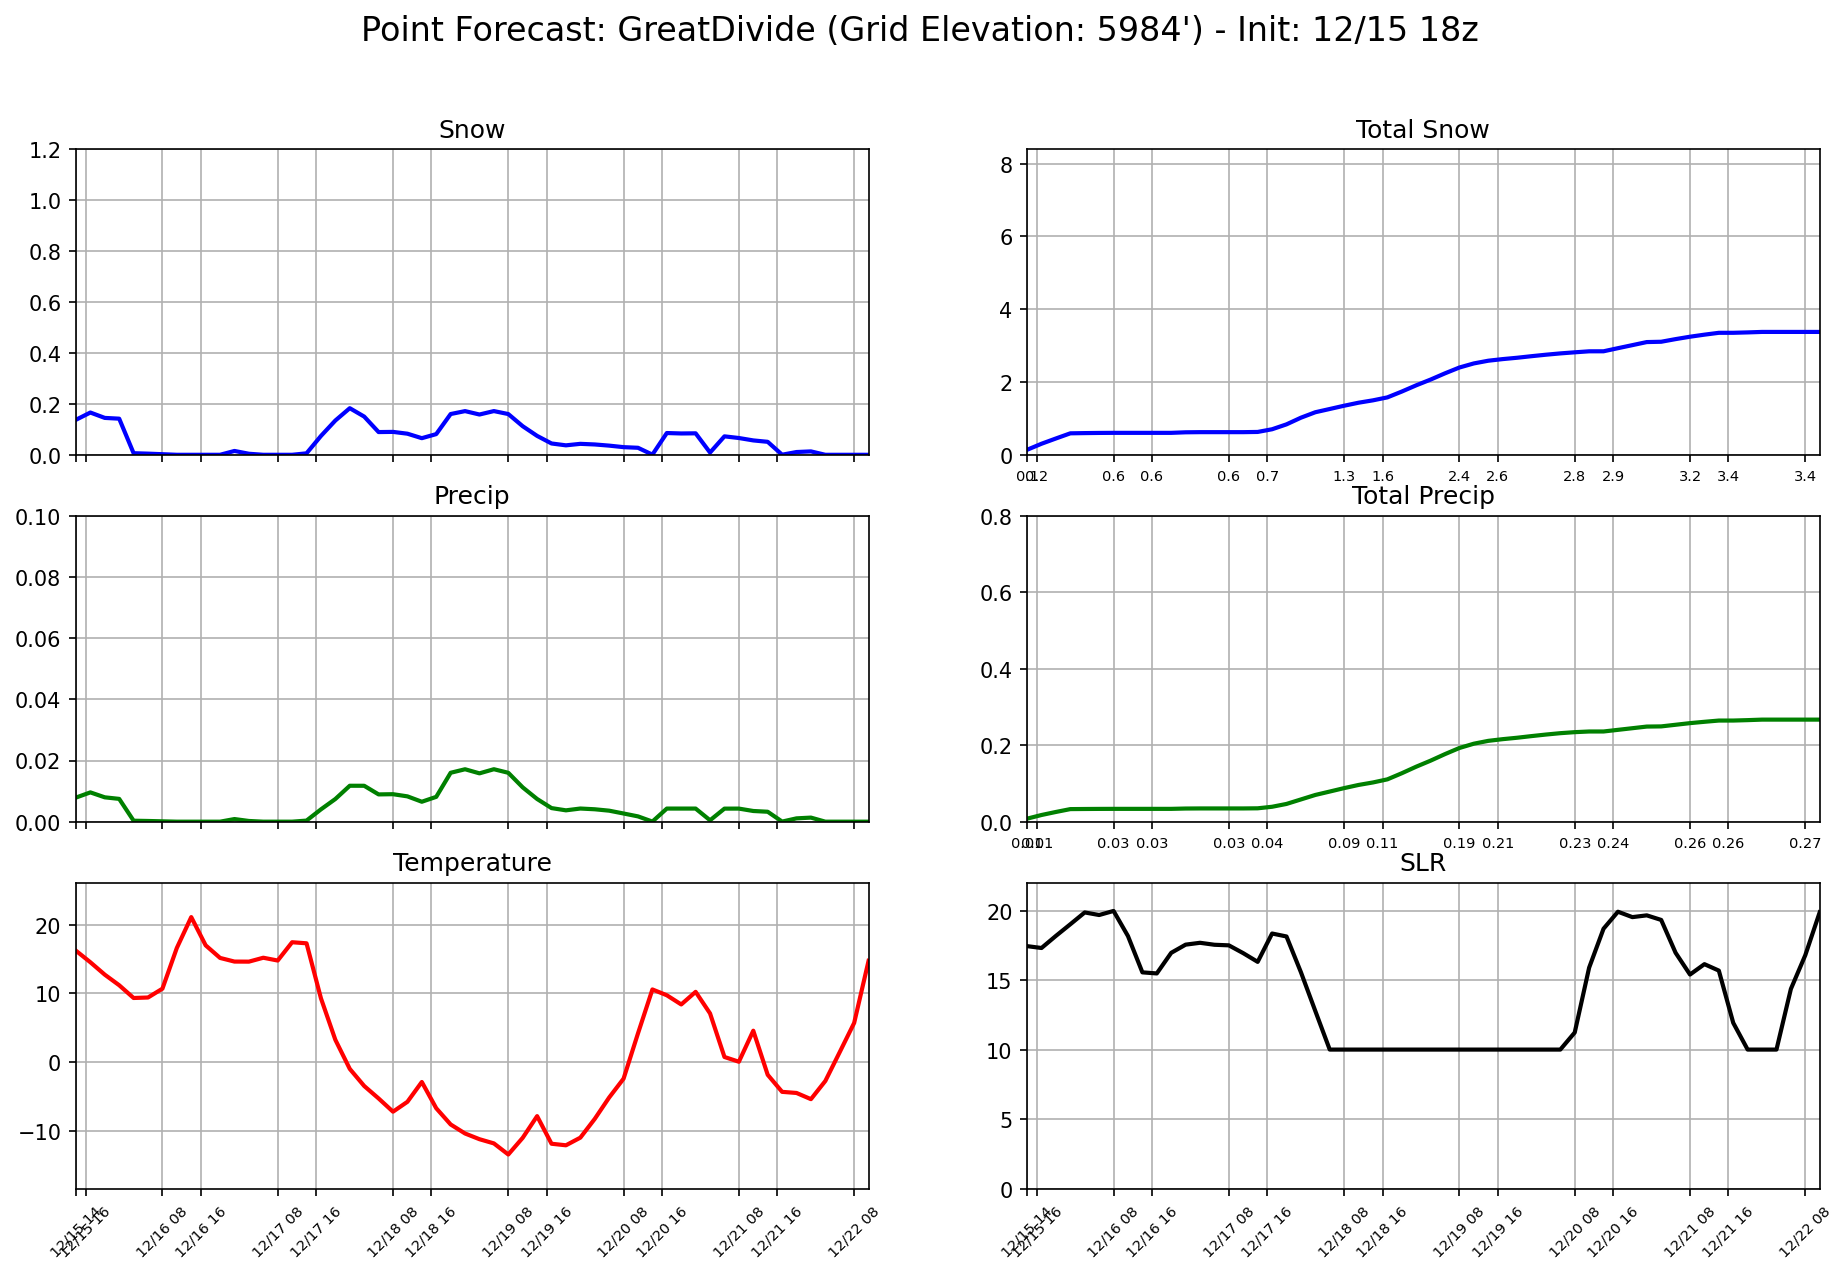 Point Forecast: GreatDivide (Grid Elevation: 5984') - Init: 12/15 18z
Snow
1.2
1.0
0.8
0.6
0.4
0.2
0.0
Total Snow
8
6
4
2
0
0.2 0.6 0.6 0.6 0.7 1.3 1.6 2.4 2.6 2.8 2.9 3.2 3.4 3.4
Precip
0.10
0.08
0.06
0.04
0.02
0.00
Total Precip
0.8
0.6
0.4
0.2
0.0
0.01 0.03 0.03 0.03 0.04 0.09 0.11 0.19 0.21 0.23 0.24 0.26 0.26 0.27
Temperature
20
10
0
−10
12/15 16 12/16 08 12/16 16 12/17 08 12/17 16 12/18 08 12/18 16 12/19 08 12/19 16 12/20 08 12/20 16 12/21 08 12/21 16 12/22 08
SLR
20
15
10
5
0
12/15 16 12/16 08 12/16 16 12/17 08 12/17 16 12/18 08 12/18 16 12/19 08 12/19 16 12/20 08 12/20 16 12/21 08 12/21 16 12/22 08